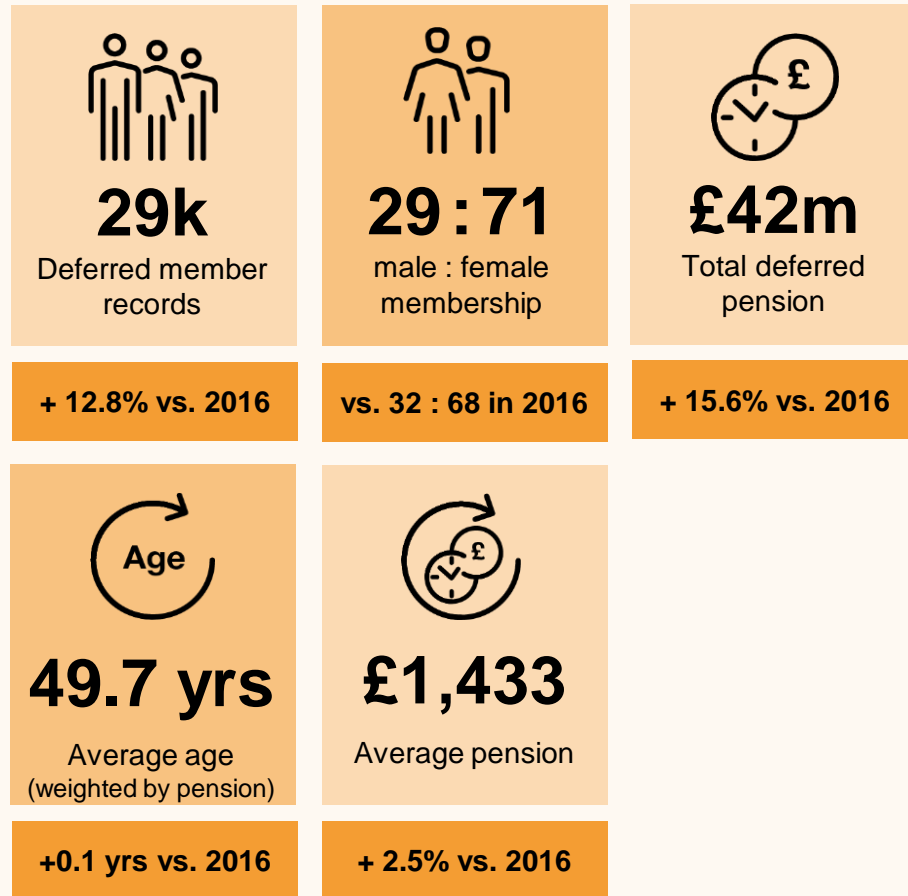 29k
Deferred member
records
+ 12.8% vs. 2016
29 : 71
male : female
membership
vs. 32 : 68 in 2016
£
£42m
Total deferred
pension
+ 15.6% vs. 2016
Age
49.7 yrs
Average age
(weighted by pension)
+0.1 yrs vs. 2016
£
£1,433
Average pension
+ 2.5% vs. 2016